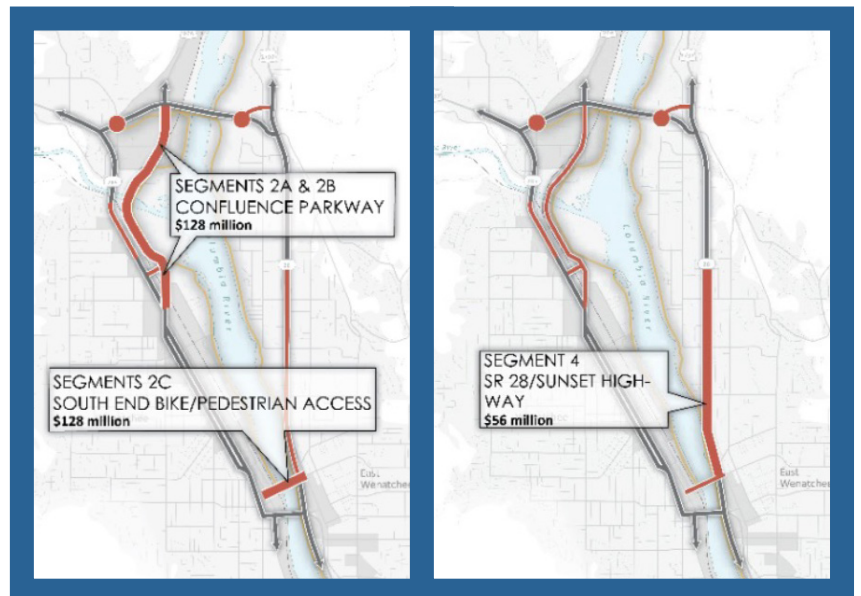 SEGMENTS 2A & 2B
CONFLUENCE PARKWAY
$128 million
lumbia River
28
SEGMENTS 2C
SOUTH END BIKE/PEDESTRIAN ACCESS
$128 million
East
Wenatchee
Columbia River
28
SEGMENT 4
SR 28/SUNSET HIGH-
WAY
$56 million
East
Wenatchee